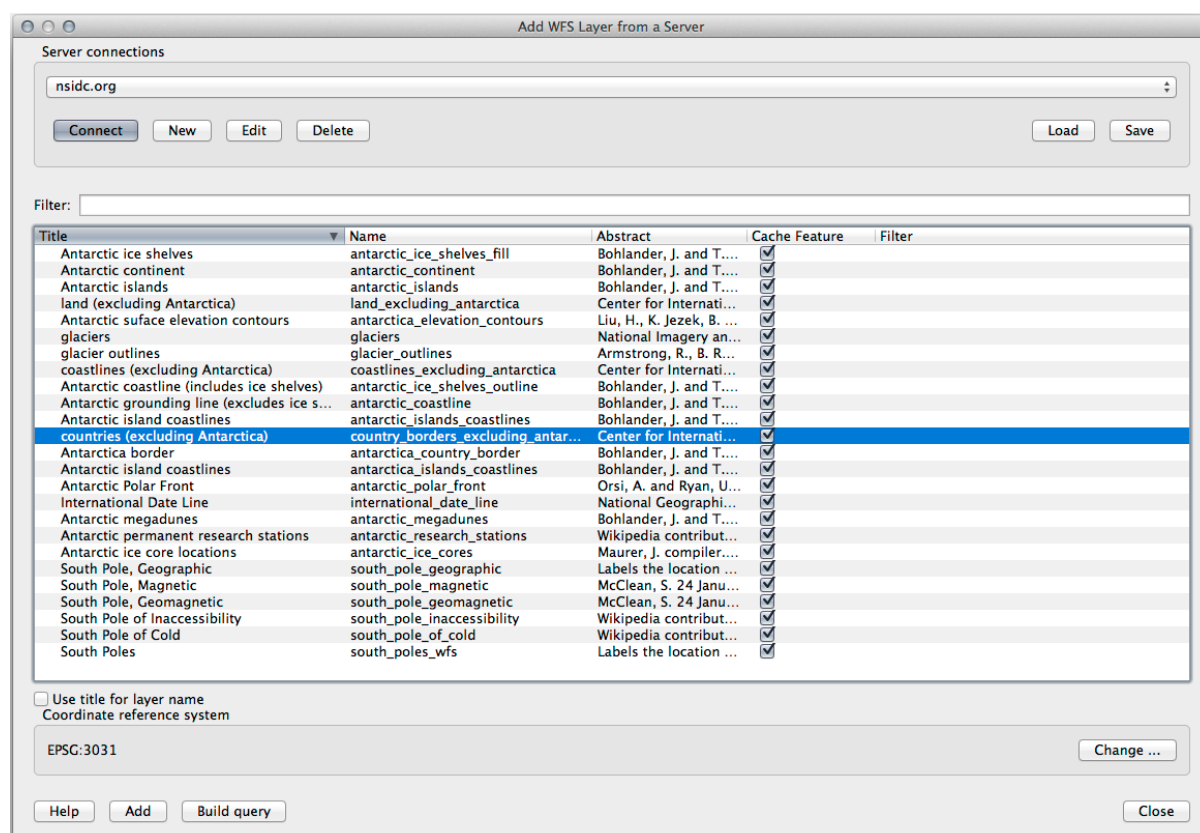 Add WFS Layer from a Server
Server connections
nsidc.org
Connect New Edit Delete Load Save
Filter:
Title Name Abstract Cache Feature Filter
Antarctic ice shelves antarctic_ice_shelves_fill Bohlander, J. and T....
Antarctic continent antarctic_continent Bohlander, J. and T....
Antarctic islands antarctic_islands Bohlander, J. and T....
land (excluding Antarctica) land_excluding_antarctica Center for Internati...
Antarctic suface elevation contours antarctica_elevation_contours Liu, H., K. Jezek, B. ...
glaciers glaciers National Imagery an...
glacier outlines glacier_outlines Armstrong, R., B. R...
coastlines (excluding Antarctica) coastlines_excluding_antarctica Center for Internati...
Antarctic coastline (includes ice shelves) antarctic_ice_shelves_outline Bohlander, J. and T....
Antarctic grounding line (excludes ice s... antarctic_coastline Bohlander, J. and T....
Antarctic island coastlines antarctic_islands_coastlines Bohlander, J. and T....
countries (excluding Antarctica) country_borders_excluding_antar... Center for Internati...
Antarctica border antarctica_country_border Bohlander, J. and T....
Antarctic island coastlines antarctica_islands_coastlines Bohlander, J. and T....
Antarctic Polar Front antarctic_polar_front Orsi, A. and Ryan, U...
International Date Line international_date_line National Geographi...
Antarctic megadunes antarctic_megadunes Bohlander, J. and T....
Antarctic permanent research stations antarctic_research_stations Wikipedia contribut...
Antarctic ice core locations antarctic_ice_cores Maurer, J. compiler....
South Pole, Geographic south_pole_geographic Labels the location ...
South Pole, Magnetic south_pole_magnetic McClean, S. 24 Janu...
South Pole, Geomagnetic south_pole_geomagnetic McClean, S. 24 Janu...
South Pole of Inaccessibility south_pole_inaccessibility Wikipedia contribut...
South Pole of Cold south_pole_of_cold Wikipedia contribut...
South Poles south_poles_wfs Labels the location ...
Use title for layer name
Coordinate reference system
EPSG:3031 Change ...
Help Add Build query Close